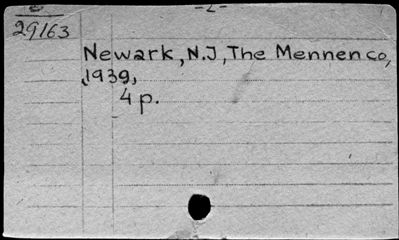 -2-
29163
Newark, N.J, The Mennen Co,
1939,
4 p.